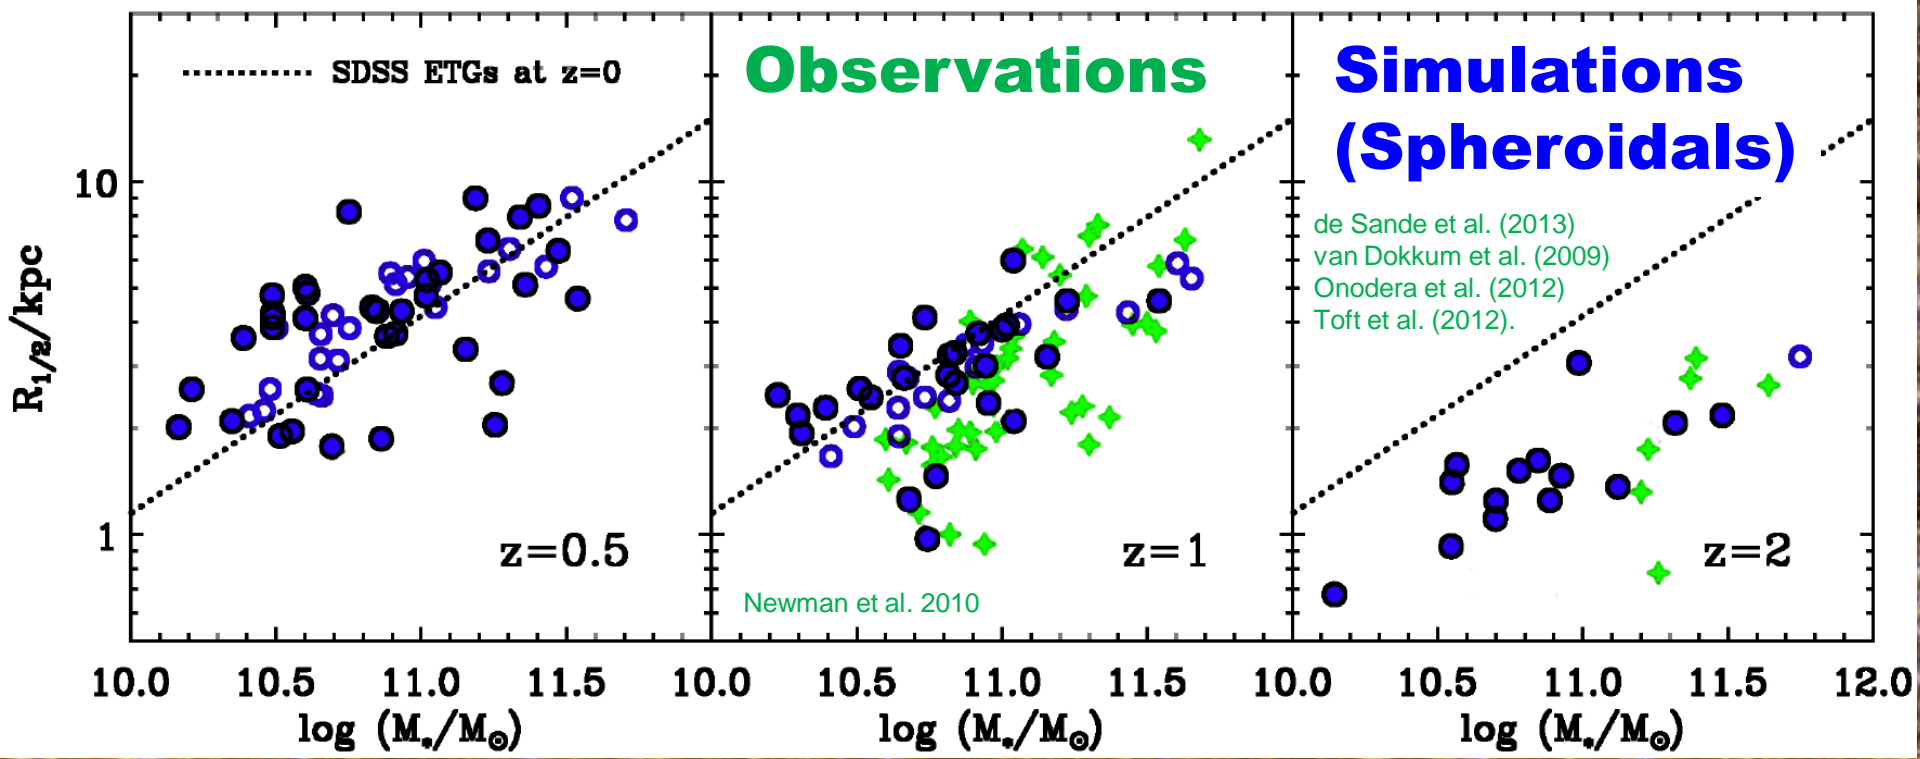 SDSS ETGs at z=0
Observations
Simulations
(Spheroidals)
de Sande et al. (2013)
van Dokkum et al. (2009)
Onodera et al. (2012)
Toft et al. (2012).
10
1
R1/2/kpc
z=0.5
z=1
z=2
Newman et al. 2010
10.0 10.5 11.0 11.5 10.0 10.5 11.0 11.5 10.0 10.5 11.0 11.5 12.0
log (M*/M⊙) log (M*/M⊙) log (M*/M⊙)